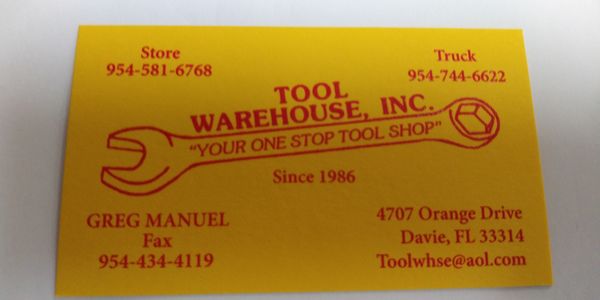 Store
954-581-6768
Truck
954-744-6622
TOOL
WAREHOUSE, INC.
"YOUR ONE STOP TOOL SHOP"
Since 1986
GREG MANUEL
Fax
954-434-4119
4707 Orange Drive
Davie, FL 33314
Toolwhse@aol.com